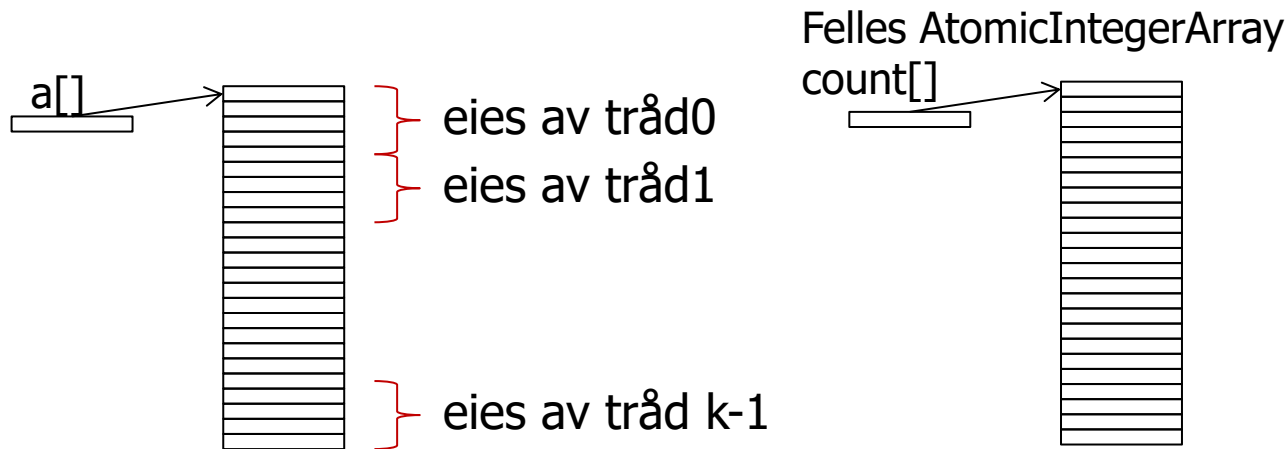 a[]
eies av tråd0
eies av tråd1
eies av tråd k-1
Felles AtomicIntegerArray
count[]